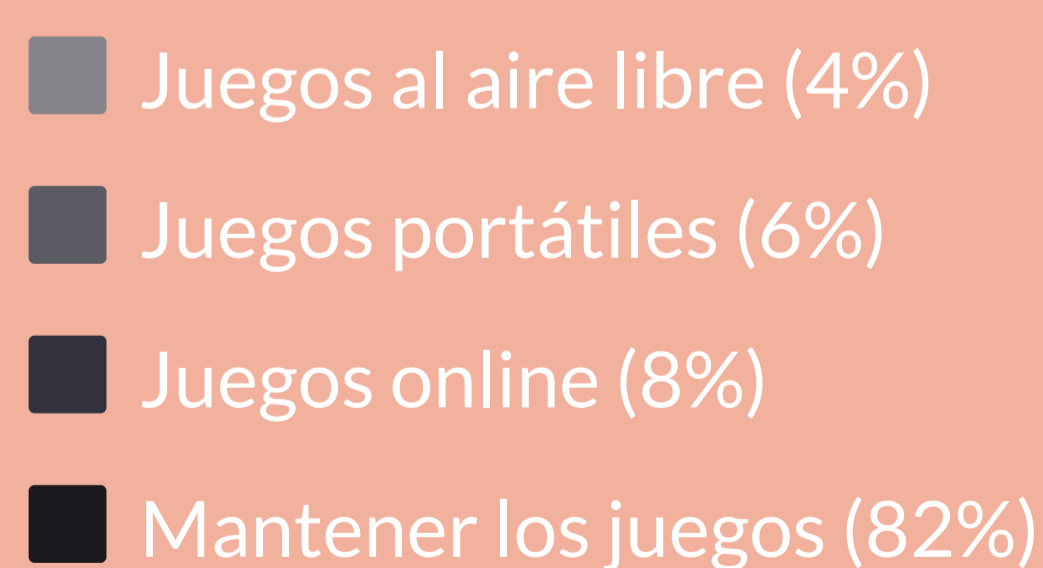 Juegos al aire libre (4%)
Juegos portátiles (6%)
Juegos online (8%)
Mantener los juegos (82%)